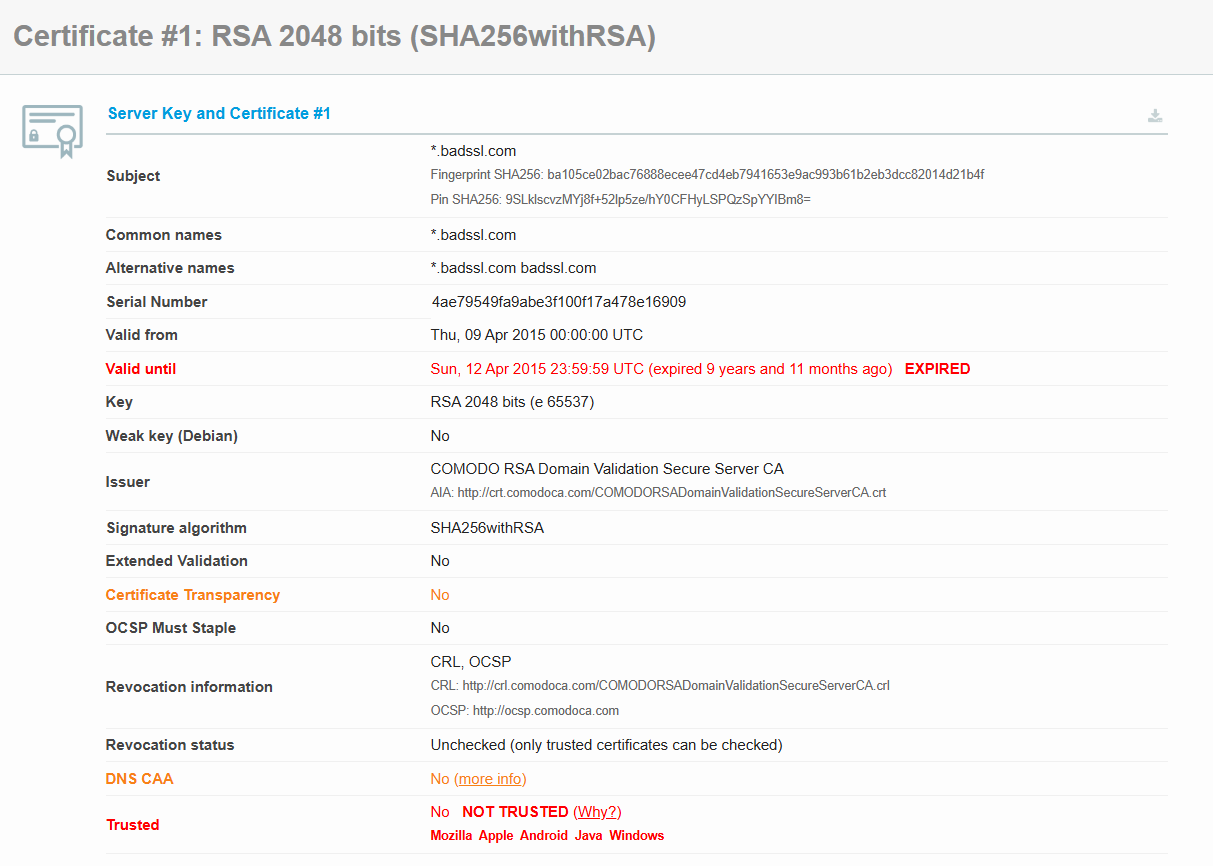 Certificate #1: RSA 2048 bits (SHA256withRSA)
Server Key and Certificate #1
Subject
*.badssl.com
Fingerprint SHA256: ba105ce02bac76888ecee47cd4eb7941653e9ac993b61b2eb3dcc82014d21b4f
Pin SHA256: 9SLklscvzMYj8f+52lp5ze/hY0CFHyLSPQzSpYYIBm8=
Common names *.badssl.com
Alternative names *.badssl.com badssl.com
Serial Number 4ae79549fa9abe3f100f17a478e16909
Valid from Thu, 09 Apr 2015 00:00:00 UTC
Valid until Sun, 12 Apr 2015 23:59:59 UTC (expired 9 years and 11 months ago) EXPIRED
Key RSA 2048 bits (e 65537)
Weak key (Debian) No
Issuer
COMODO RSA Domain Validation Secure Server CA
AIA: http://crt.comodoca.com/COMODORSADomainValidationSecureServerCA.crt
Signature algorithm SHA256withRSA
Extended Validation No
Certificate Transparency No
OCSP Must Staple No
Revocation information
CRL, OCSP
CRL: http://crl.comodoca.com/COMODORSADomainValidationSecureServerCA.crl
OCSP: http://ocsp.comodoca.com
Revocation status Unchecked (only trusted certificates can be checked)
DNS CAA No (more info)
Trusted
No NOT TRUSTED (Why?)
Mozilla Apple Android Java Windows